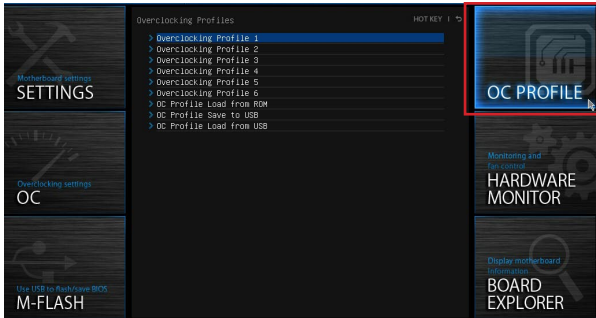 Overclocking Profiles
HOT KEY |
> Overclocking Profile 1
> Overclocking Profile 2
> Overclocking Profile 3
> Overclocking Profile 4
> Overclocking Profile 5
> Overclocking Profile 6
> OC Profile Load from ROM
> OC Profile Save to USB
> OC Profile Load from USB
Motherboard settings
SETTINGS
Overclocking settings
OC
Use USB to flash/save BIOS
M-FLASH
OC PROFILE
Monitoring and
fan control
HARDWARE
MONITOR
Display motherboard
Information
BOARD
EXPLORER